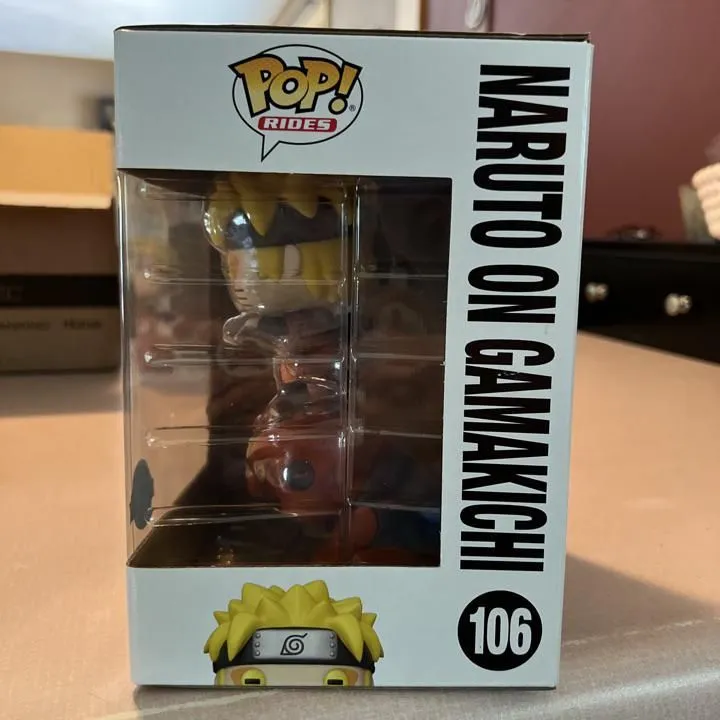 POP!
RIDES
NARUTO ON GAMAKICHI
106